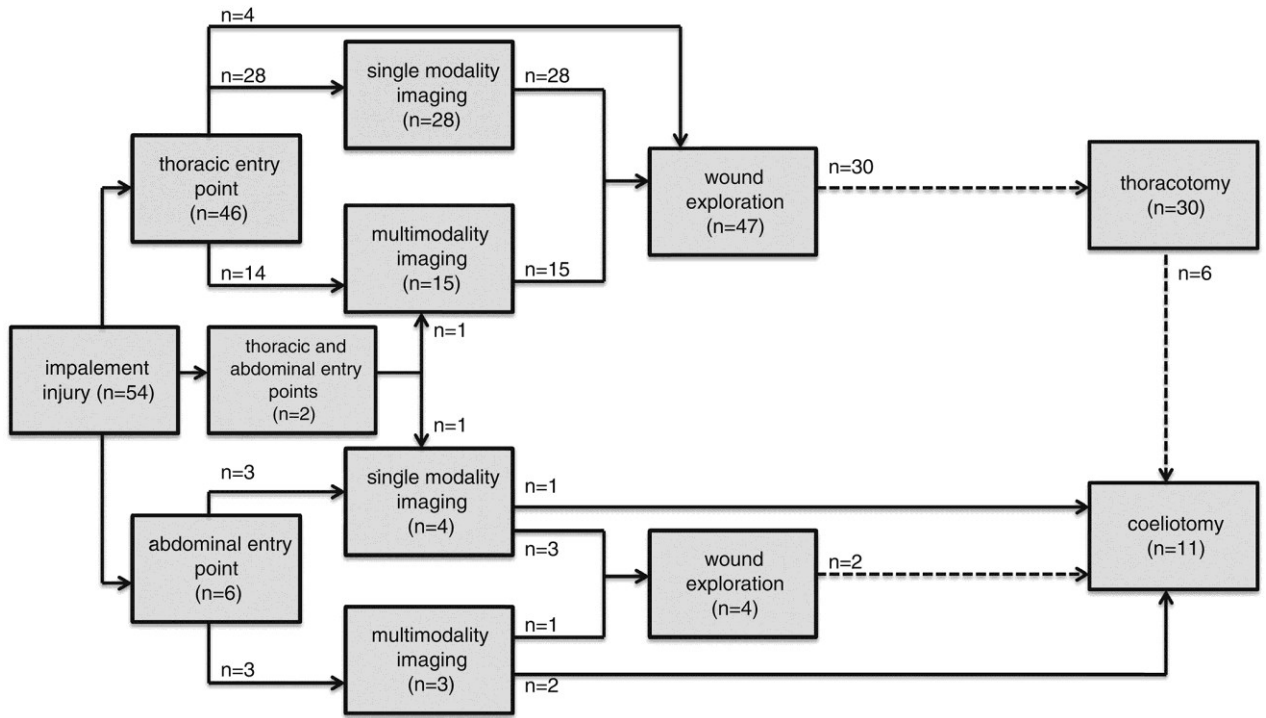 n=4
n=28
single modality
imaging
(n=28)
n=28
thoracic entry
point
(n=46)
wound
exploration
(n=47)
n=30
thoracotomy
(n=30)
n=14
multimodality
imaging
(n=15)
n=15
n=6
impalement
injury (n=54)
thoracic and
abdominal entry
points
(n=2)
n=1
n=1
n=3
single modality
imaging
(n=4)
n=1
n=3
abdominal entry
point
(n=6)
wound
exploration
(n=4)
n=2
coeliotomy
(n=11)
n=3
multimodality
imaging
(n=3)
n=1
n=2